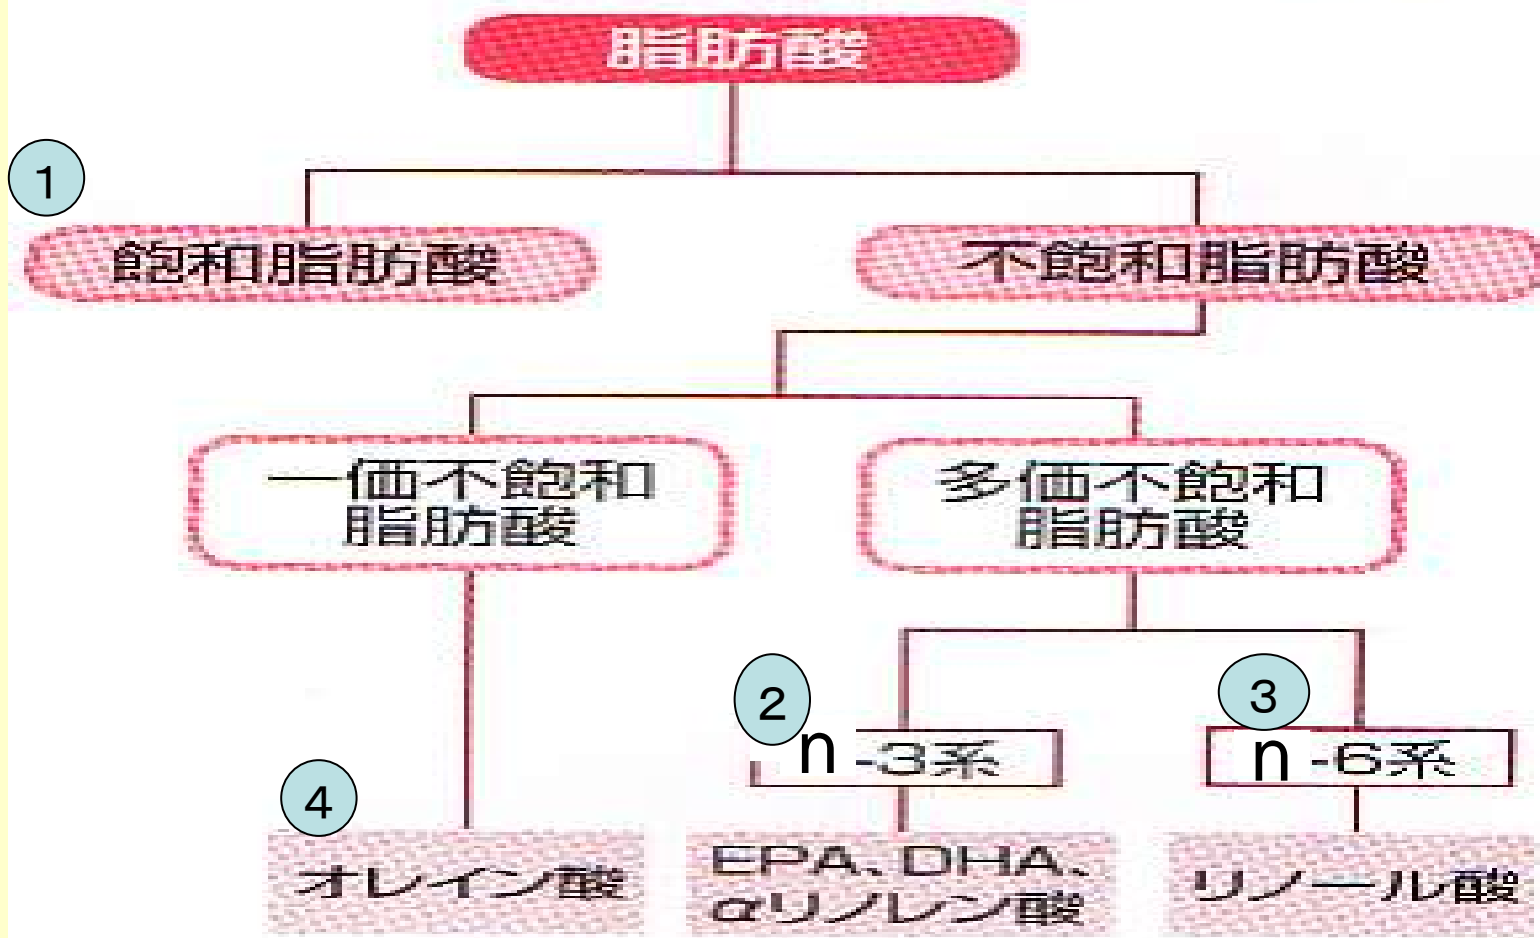 脂肪酸
1
飽和脂肪酸
不飽和脂肪酸
一価不飽和
脂肪酸
多価不飽和
脂肪酸
2
n-3系
3
n-6系
4
オレイン酸
EPA、DHA、
αリノレン酸
リノール酸